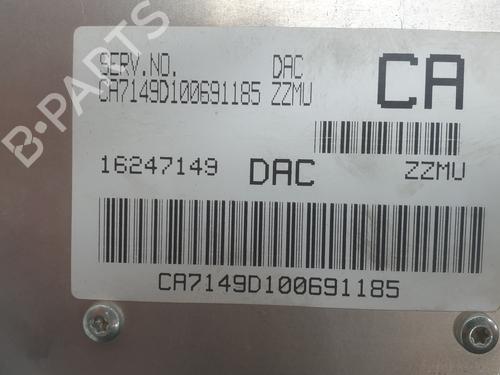 B-PARTS
SERV.NO. DAC
CA7149D100691185 ZZMU
CA
16247149 DAC ZZMU
CA7149D100691185